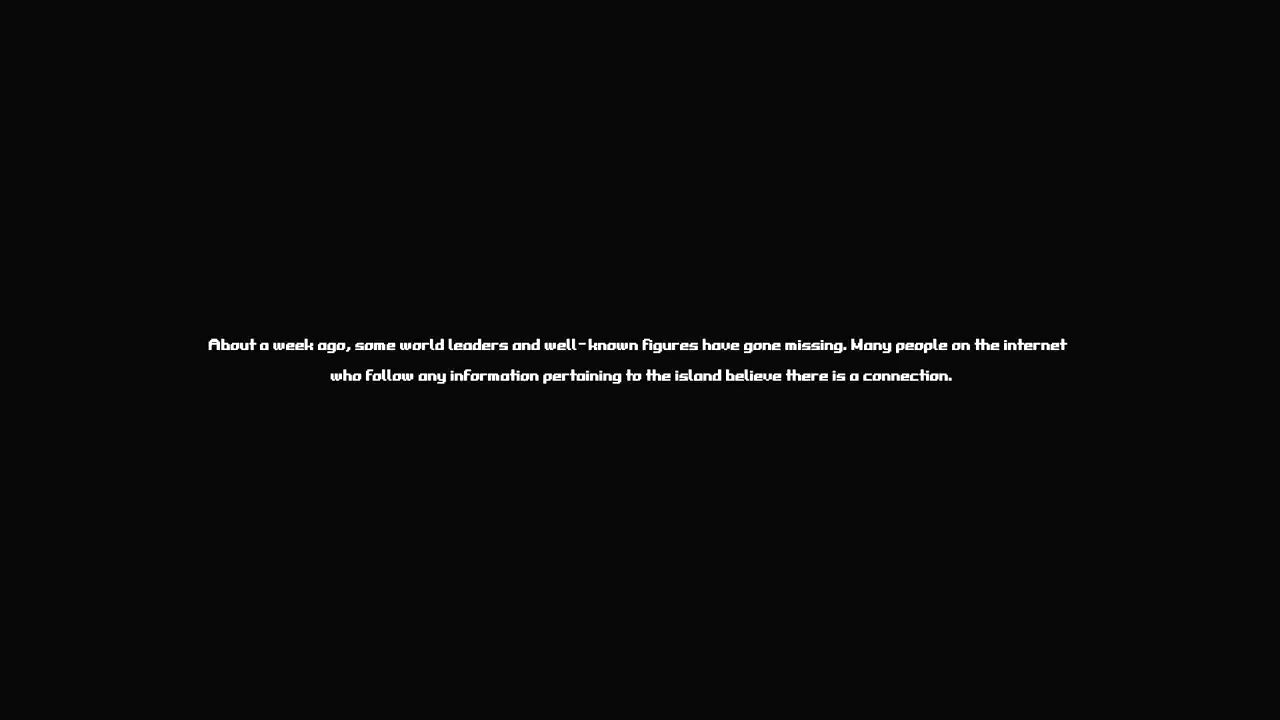 About a week ago, some world leaders and well-known figures have gone missing. Many people on the internet
who follow any information pertaining to the island believe there is a connection.